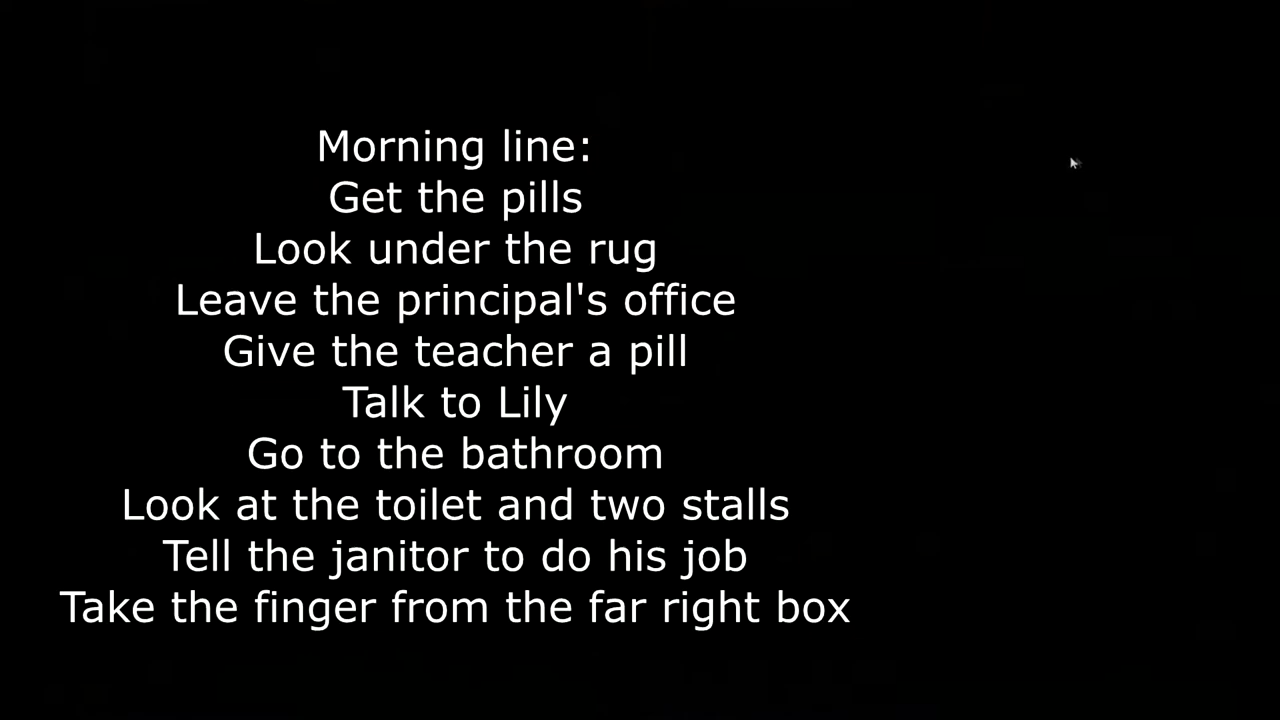 Morning line:
Get the pills
Look under the rug
Leave the principal's office
Give the teacher a pill
Talk to Lily
Go to the bathroom
Look at the toilet and two stalls
Tell the janitor to do his job
Take the finger from the far right box